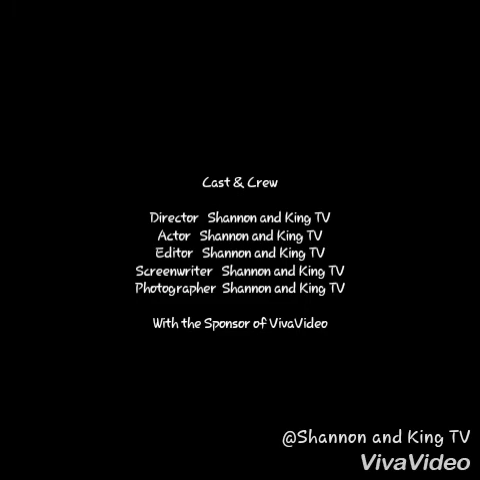 Cast & Crew
Director Shannon and King TV
Actor Shannon and King TV
Editor Shannon and King TV
Screenwriter Shannon and King TV
Photographer Shannon and King TV
With the Sponsor of VivaVideo
@Shannon and King TV
VivaVideo